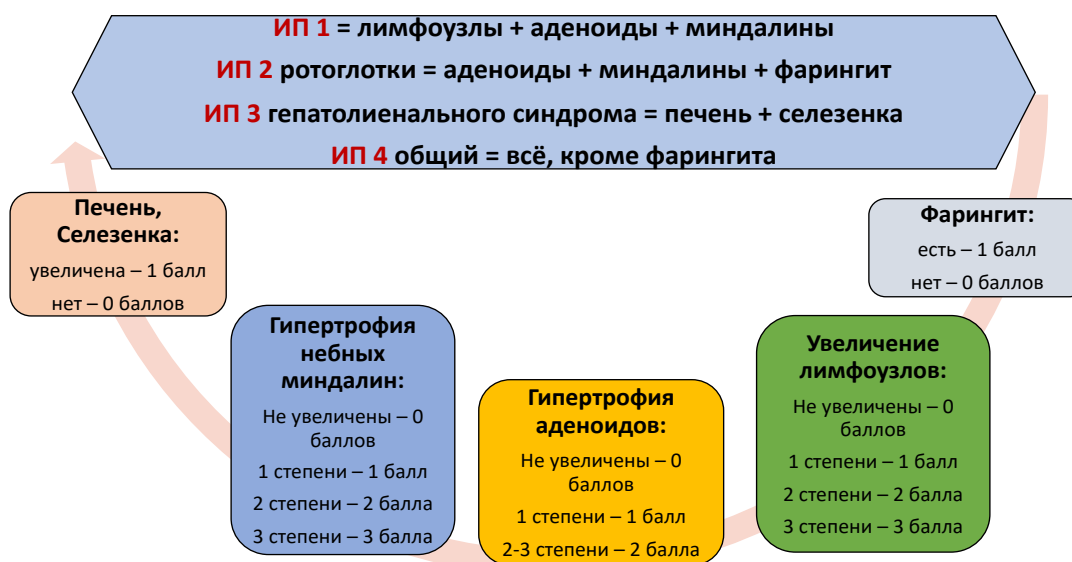 ИП 1 = лимфоузлы + аденоиды + миндалины
ИП 2 ротоглотки = аденоиды + миндалины + фарингит
ИП 3 гепатолиенального синдрома = печень + селезенка
ИП 4 общий = всё, кроме фарингита
Печень,
Селезенка:
увеличена – 1 балл
нет – 0 баллов
Гипертрофия
небных
миндалин:
Не увеличены – 0
баллов
1 степени – 1 балл
2 степени – 2 балла
3 степени – 3 балла
Гипертрофия
аденоидов:
Не увеличены – 0
баллов
1 степени – 1 балл
2-3 степени – 2 балла
Увеличение
лимфоузлов:
Не увеличены – 0
баллов
1 степени – 1 балл
2 степени – 2 балла
3 степени – 3 балла
Фарингит:
есть – 1 балл
нет – 0 баллов